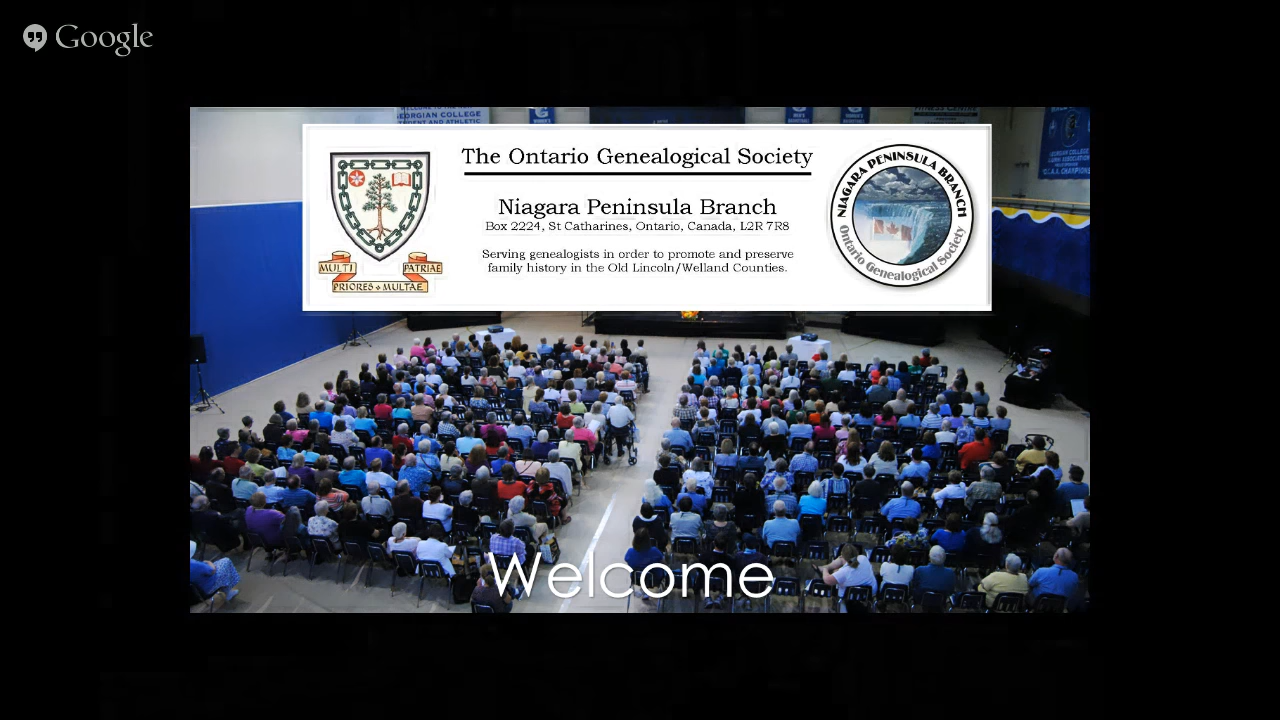 Google
GEORGIAN COLLEGE
The Ontario Genealogical Society
Niagara Peninsula Branch
Box 2224, St Catharines, Ontario, Canada, L2R 7R8
Serving genealogists in order to promote and preserve
family history in the Old Lincoln/Welland Counties.
MULTI
PATRIAE
PRIORES MULTAE
NIAGARA PENINSULA BRANCH
Ontario Genealogical Society
Welcome